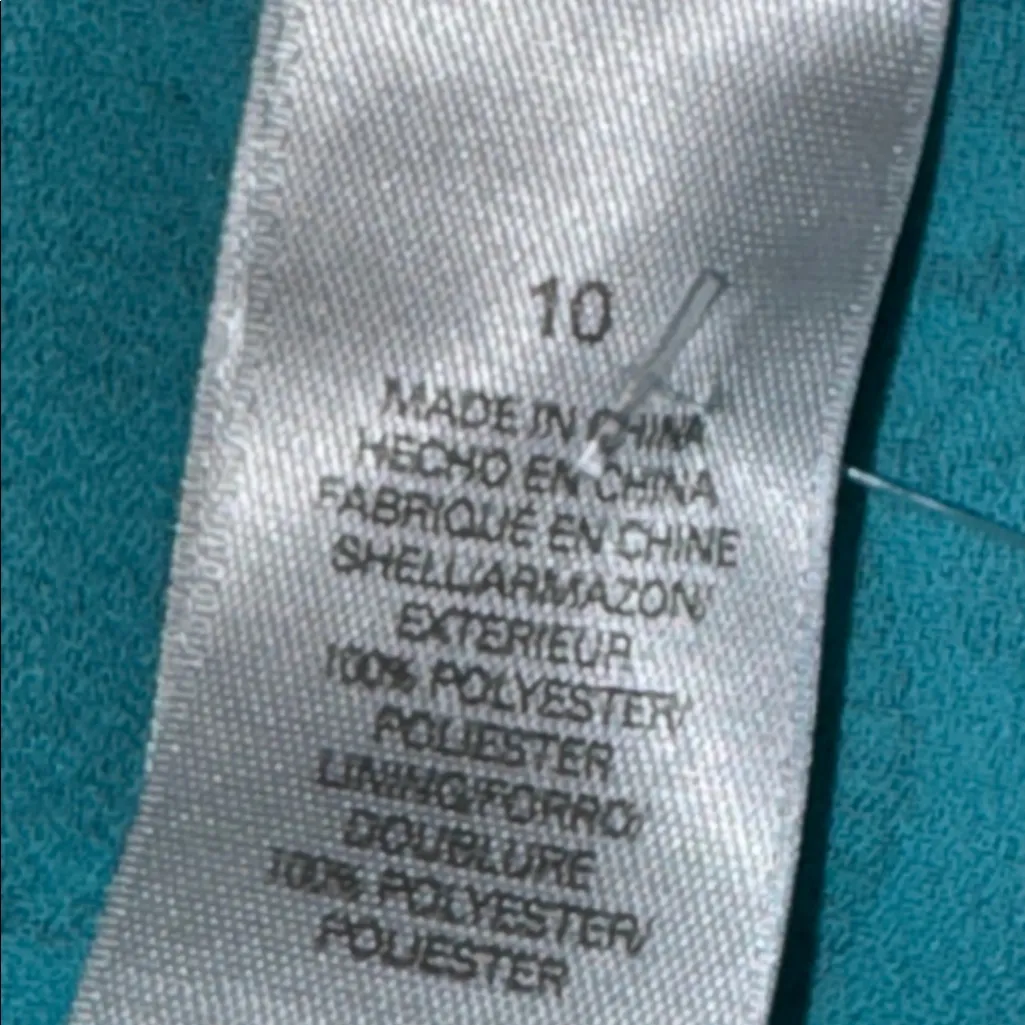 10
MADE IN CHINA
HECHO EN CHINA
FABRIQUÉ EN CHINE
SHELL/ARMAZON/
EXTERIEUR
100% POLYESTER/
POLIESTER
LINING/FORRO/
DOUBLURE
100% POLYESTER/
POLIESTER